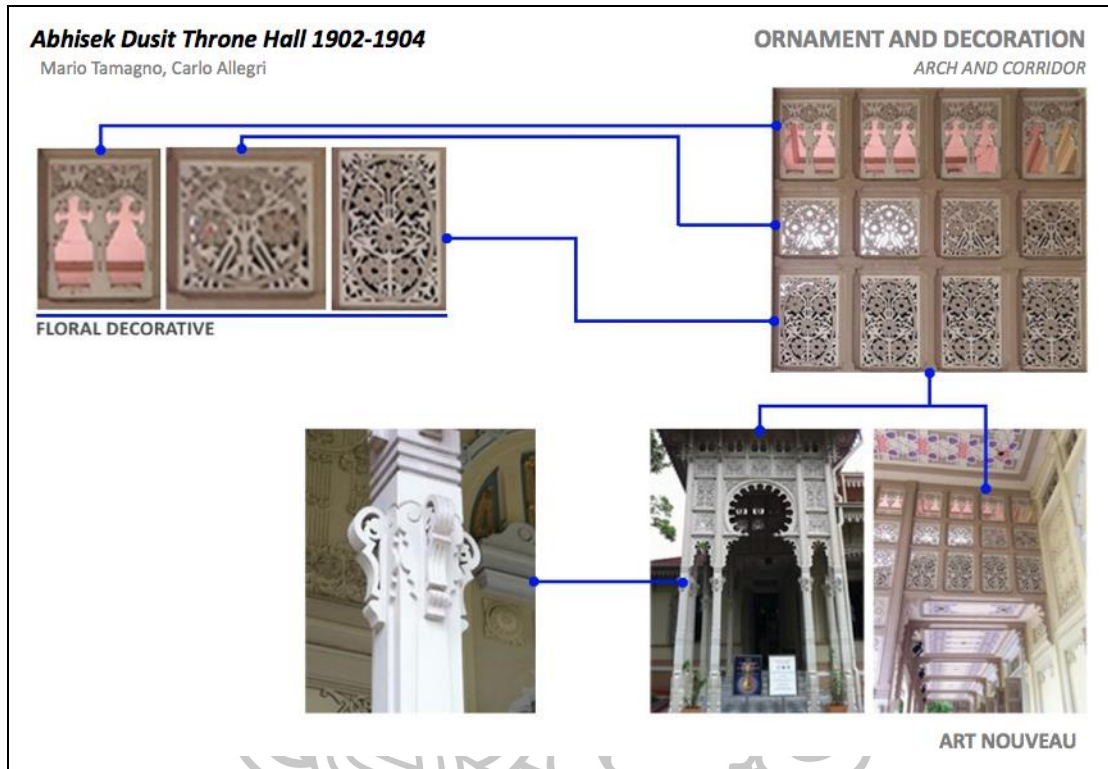 Abhisek Dusit Throne Hall 1902-1904
Mario Tamagno, Carlo Allegri
ORNAMENT AND DECORATION
ARCH AND CORRIDOR
FLORAL DECORATIVE
ART NOUVEAU